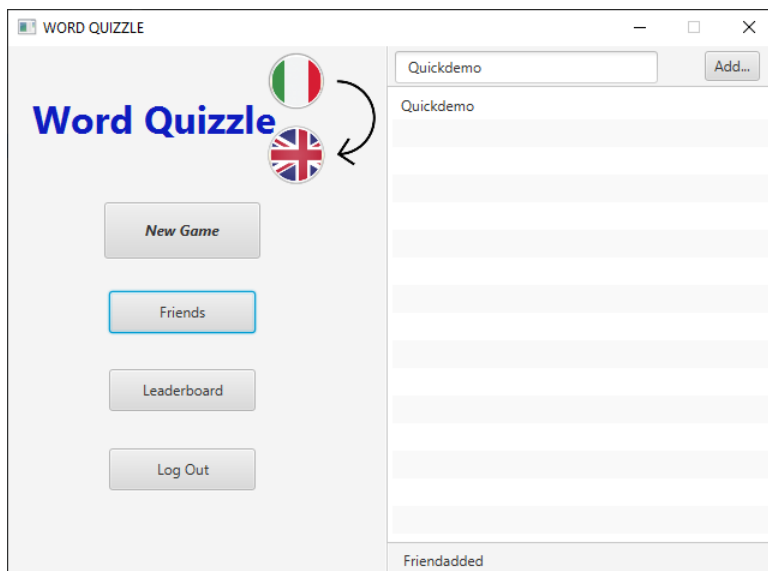 WORD QUIZZLE
Word Quizzle
New Game
Friends
Leaderboard
Log Out
Quickdemo
Add...
Quickdemo
Friendadded